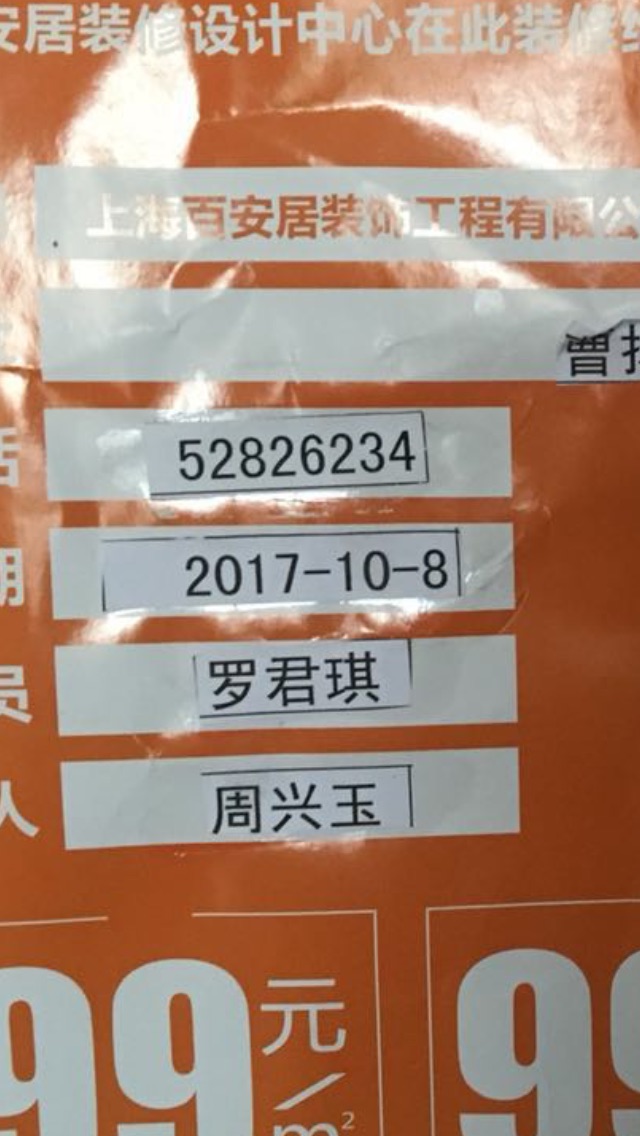 安居装修设计中心在此装修
上海百安居装饰工程有限公
曹
话 52826234
期 2017-10-8
员 罗君琪
人 周兴玉
99元/m² 99